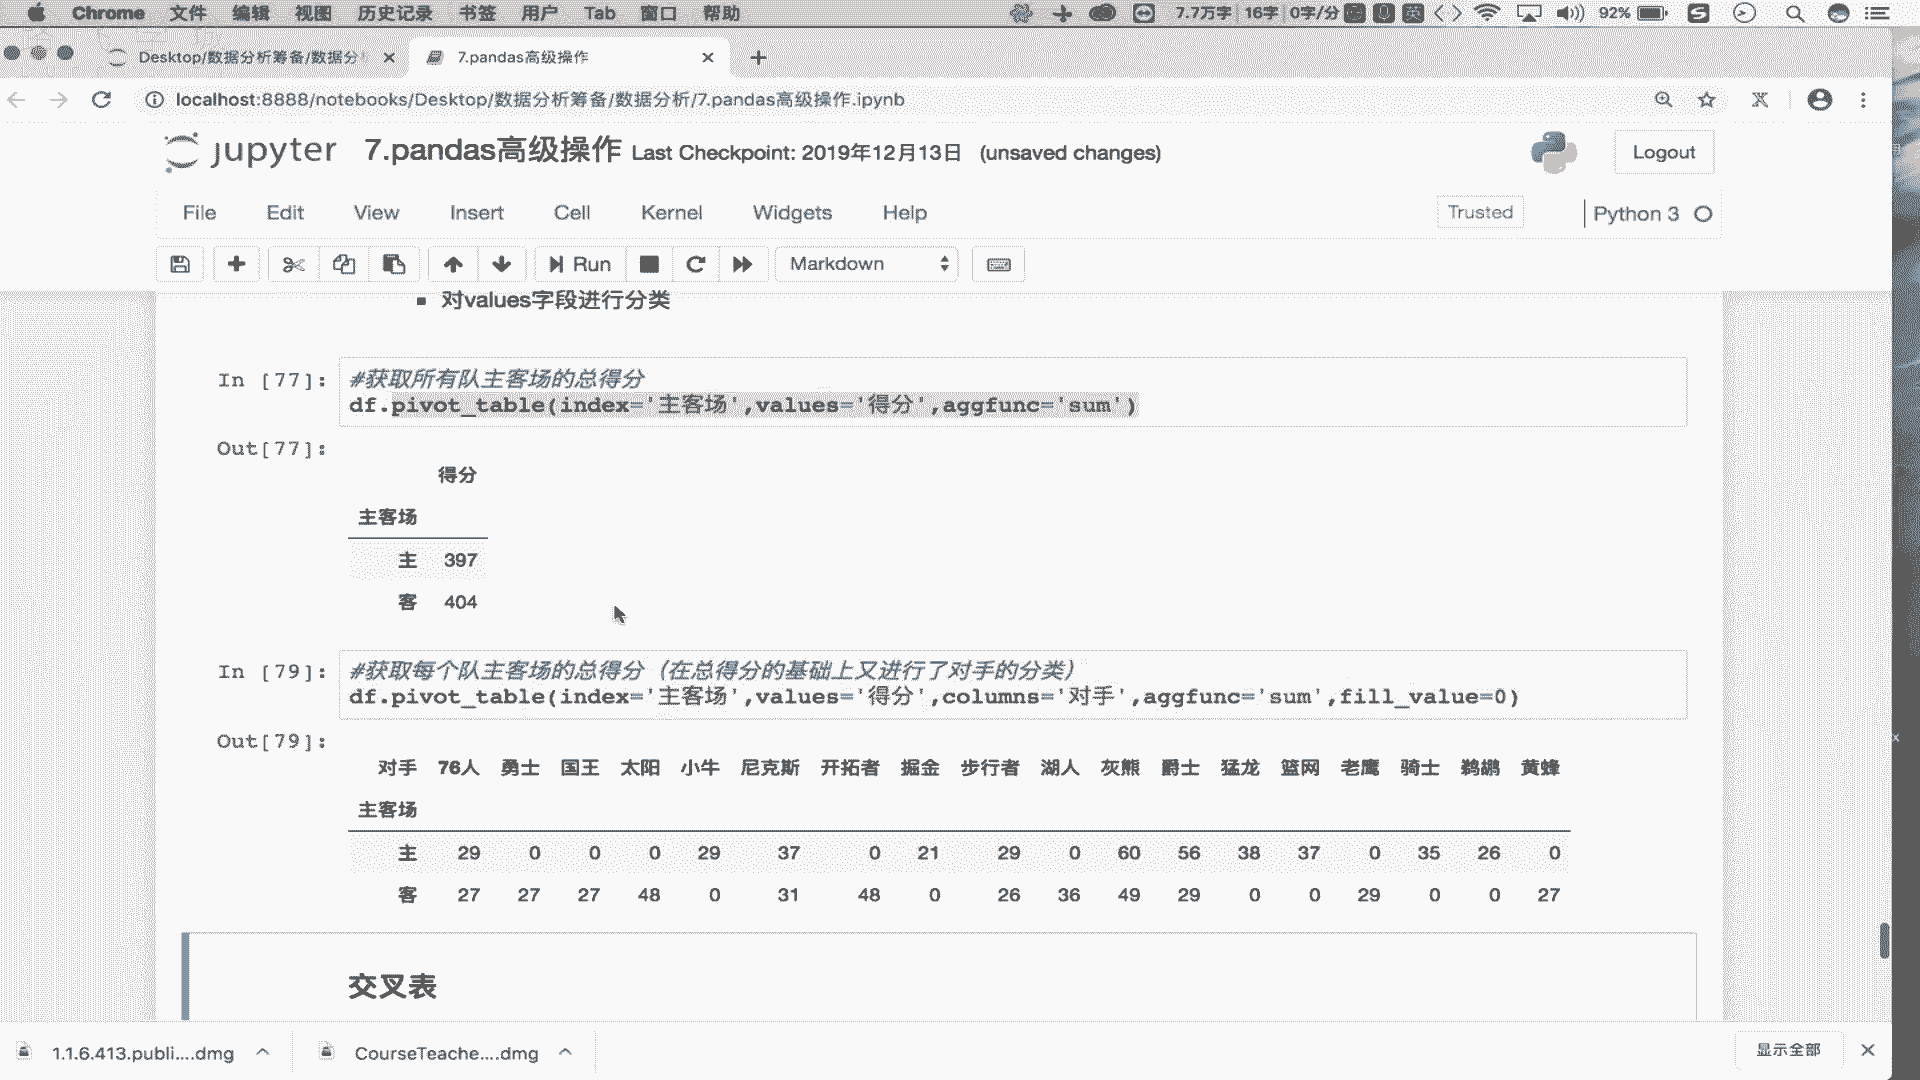 Chrome 文件 编辑 视图 历史记录 书签 用户 Tab 窗口 帮助 7.7万字 16字 0字/分 英 92%
Desktop/数据分析筹备/数据分 7.pandas高级操作
localhost:8888/notebooks/Desktop/数据分析筹备/数据分析/7.pandas高级操作.ipynb
jupyter 7.pandas高级操作 Last Checkpoint: 2019年12月13日 (unsaved changes) Logout
File Edit View Insert Cell Kernel Widgets Help Trusted Python 3
Run Markdown
对values字段进行分类
In [77]: #获取所有队主客场的总得分
df.pivot_table(index='主客场',values='得分',aggfunc='sum')
Out[77]:
得分
主客场
主 397
客 404
In [79]: #获取每个队主客场的总得分（在总得分的基础上又进行了对手的分类）
df.pivot_table(index='主客场',values='得分',columns='对手',aggfunc='sum',fill_value=0)
Out[79]:
对手 76人 勇士 国王 太阳 小牛 尼克斯 开拓者 掘金 步行者 湖人 灰熊 爵士 猛龙 篮网 老鹰 骑士 鹈鹕 黄蜂
主客场
主 29 0 0 0 29 37 0 21 29 0 60 56 38 37 0 35 26 0
客 27 27 27 48 0 31 48 0 26 36 49 29 0 0 29 0 0 27
交叉表
1.1.6.413.publi....dmg CourseTeache....dmg 显示全部